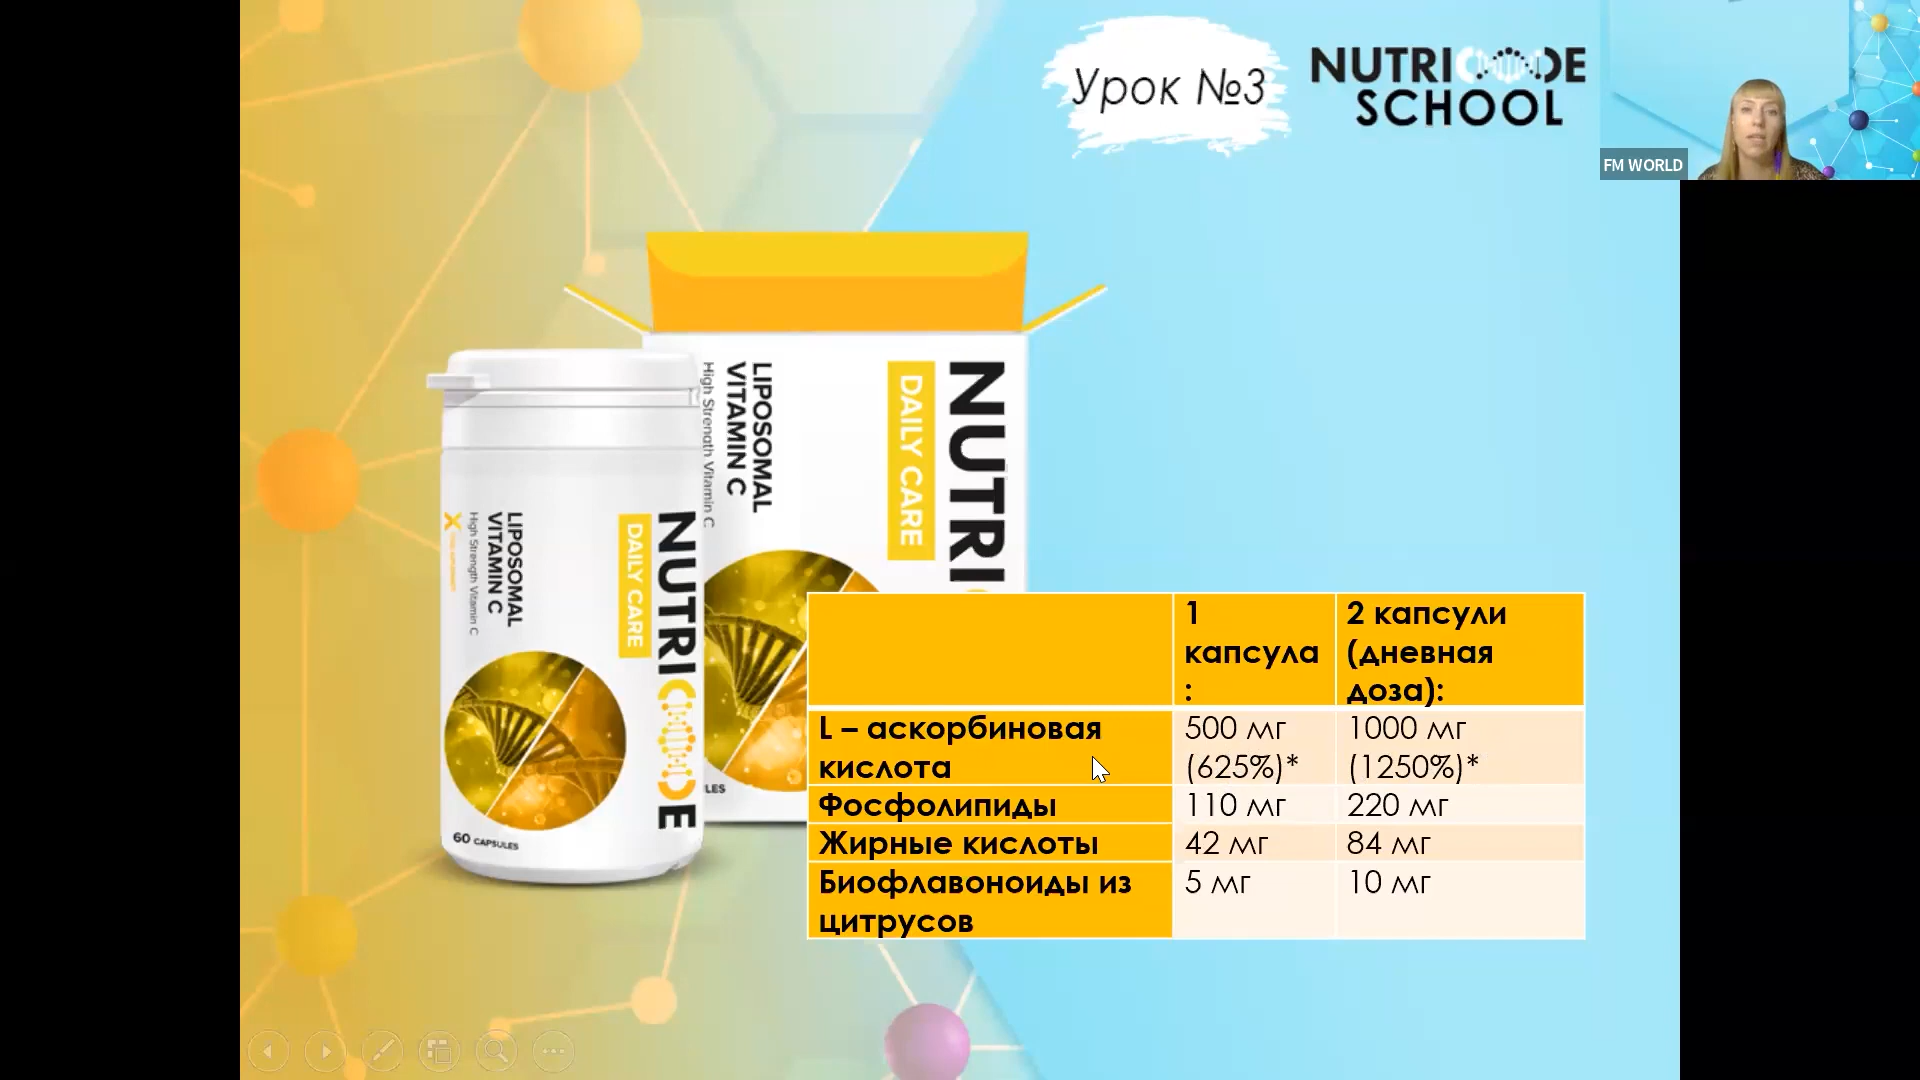 Урок №3
NUTRICODE
SCHOOL
FM WORLD
NUTRI
DAILY CARE
LIPOSOMAL
VITAMIN C
High Strength Vitamin C
LES
NUTRICODE
DAILY CARE
LIPOSOMAL
VITAMIN C
High Strength Vitamin C
60 CAPSULES
1
капсула
:
2 капсули
(дневная
доза):
L – аскорбиновая
кислота
500 мг
(625%)*
1000 мг
(1250%)*
Фосфолипиды
110 мг
220 мг
Жирные кислоты
42 мг
84 мг
Биофлавоноиды из
цитрусов
5 мг
10 мг